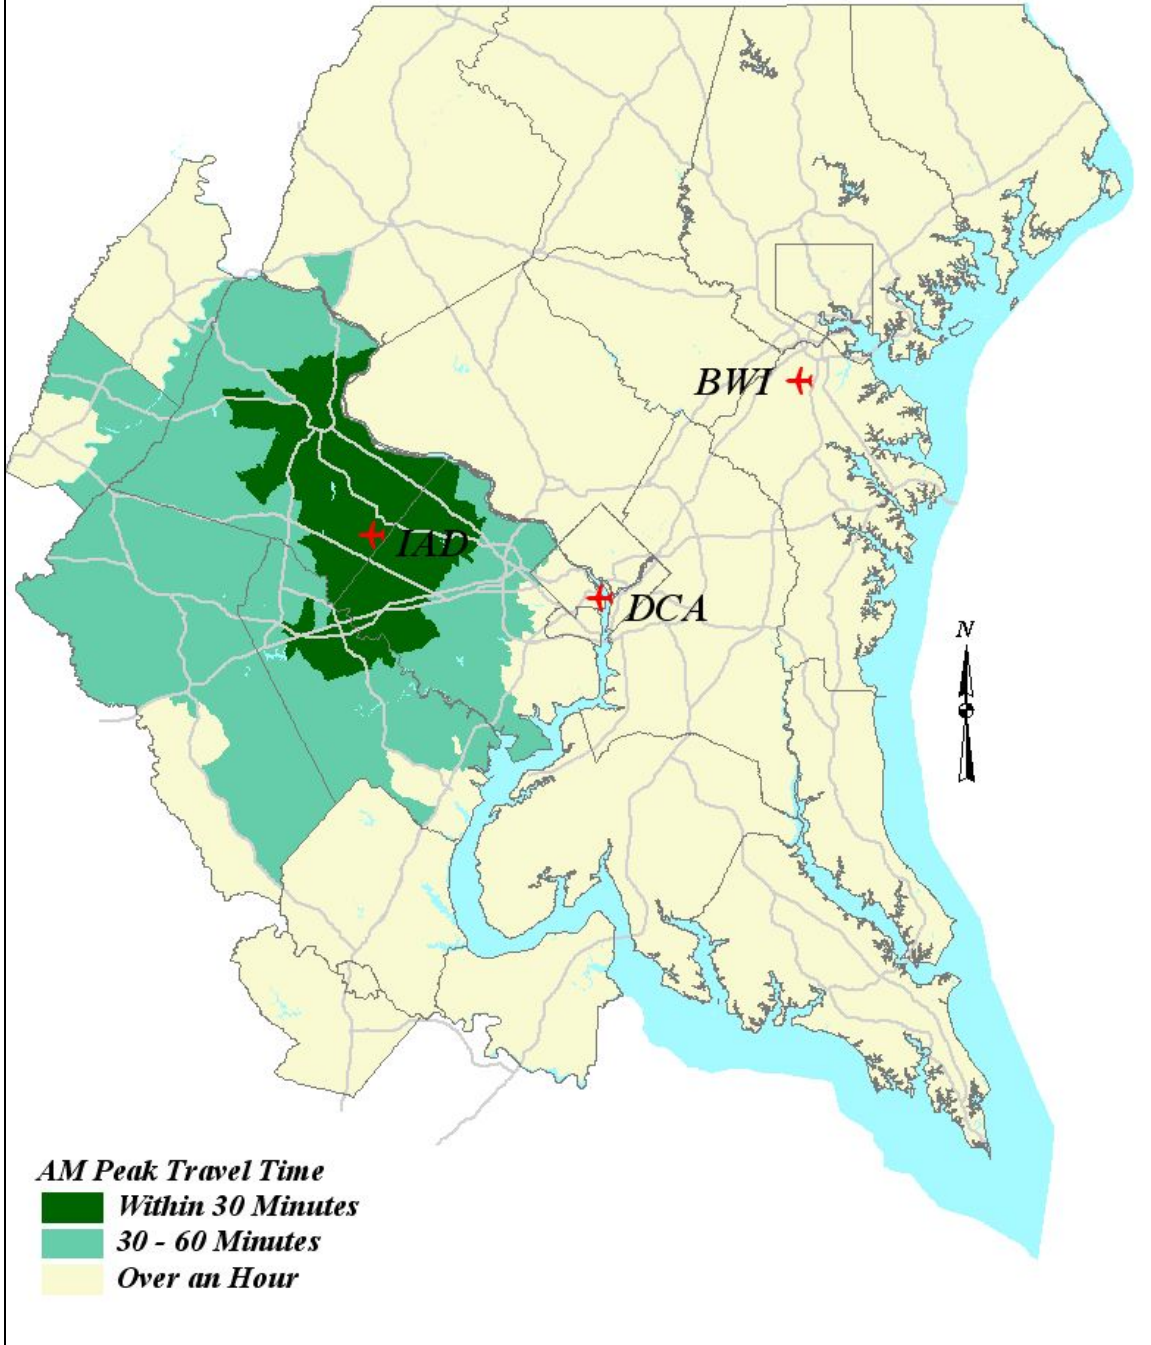 BWI
IAD
DCA
N
AM Peak Travel Time
Within 30 Minutes
30 - 60 Minutes
Over an Hour